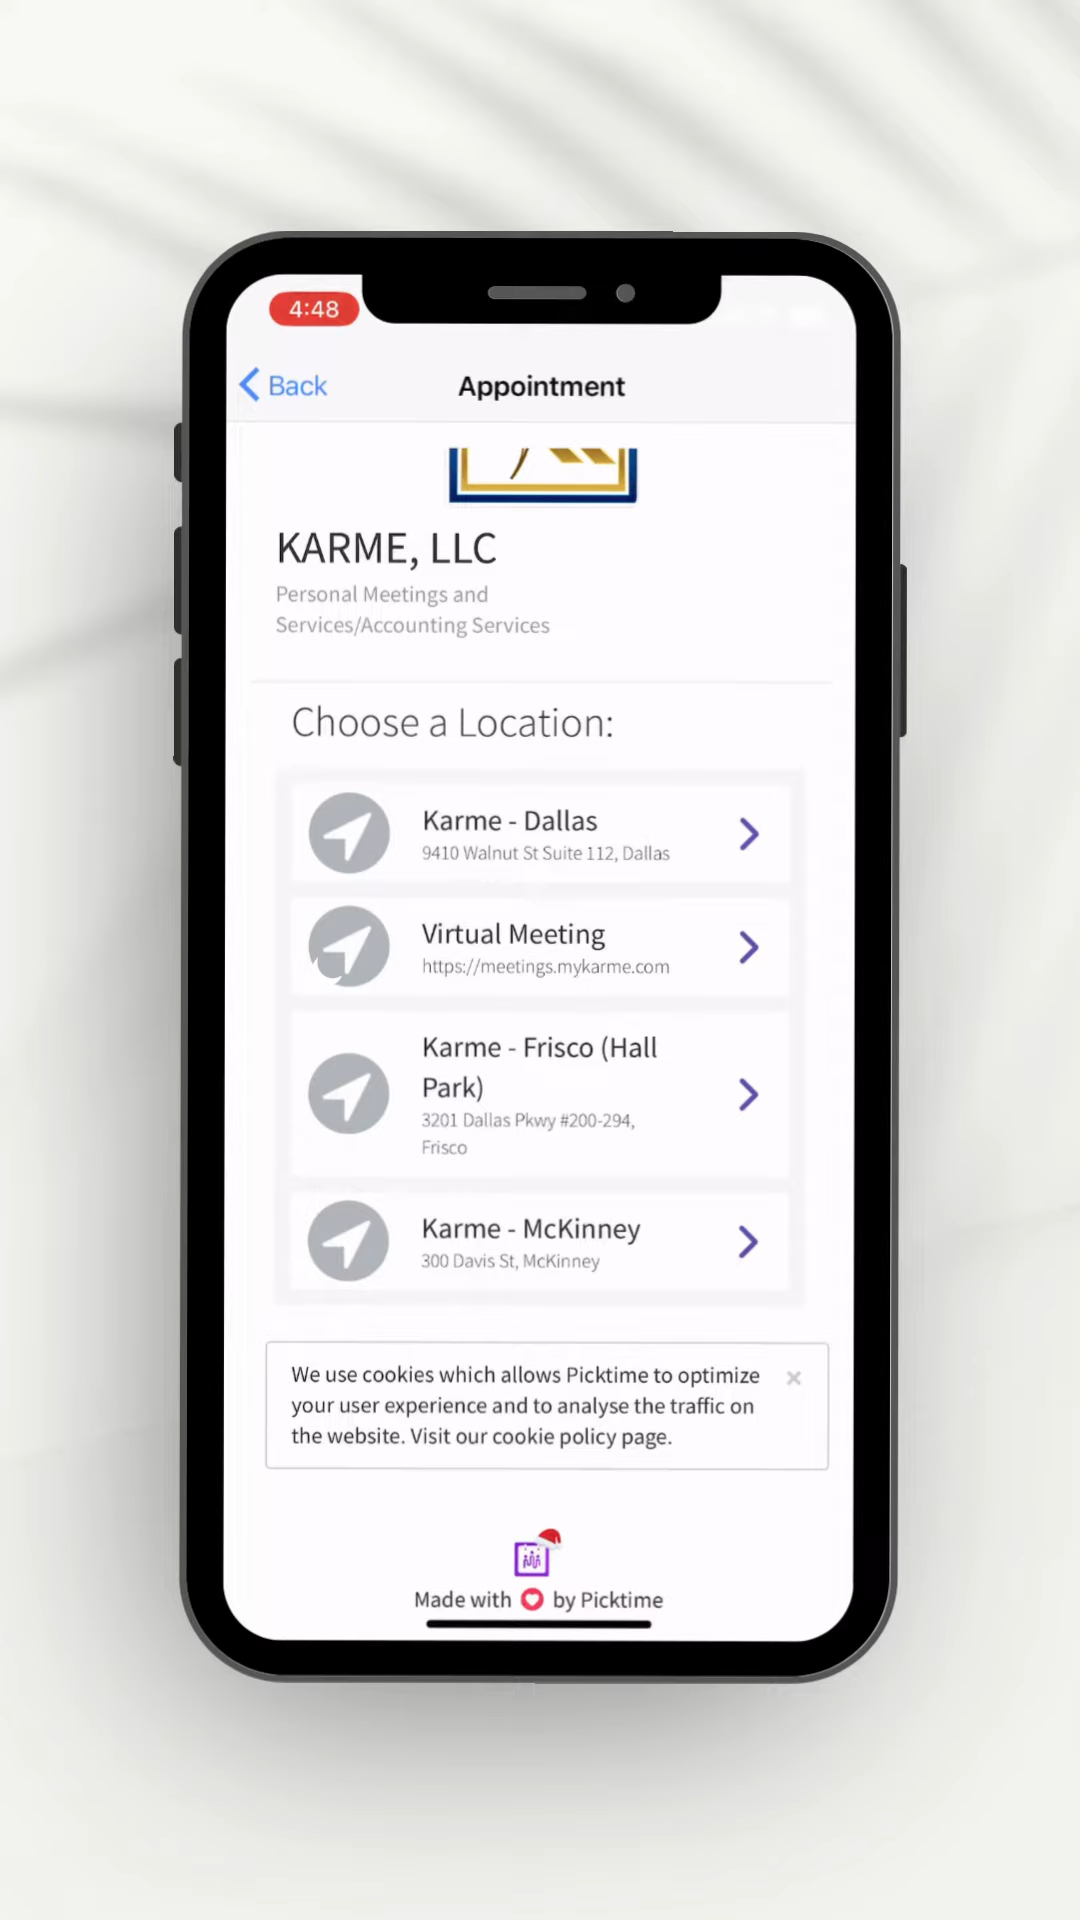 4:48
Back
Appointment
KARME, LLC
Personal Meetings and
Services/Accounting Services
Choose a Location:
Karme - Dallas
9410 Walnut St Suite 112, Dallas
Virtual Meeting
https://meetings.mykarme.com
Karme - Frisco (Hall
Park)
3201 Dallas Pkwy #200-294,
Frisco
Karme - McKinney
300 Davis St, McKinney
We use cookies which allows Picktime to optimize
your user experience and to analyse the traffic on
the website. Visit our cookie policy page.
Made with by Picktime